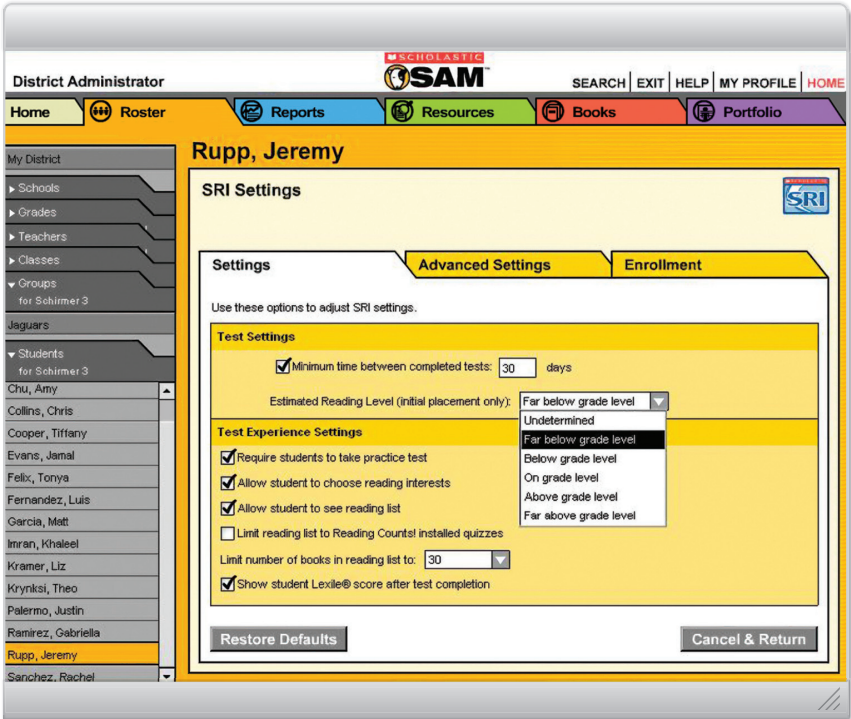 SCHOLASTIC
SAM
District Administrator
SEARCH EXIT HELP MY PROFILE HOME
Home Roster Reports Resources Books Portfolio
My District
Schools
Grades
Teachers
Classes
Groups
for Schirmer 3
Jaguars
Students
for Schirmer 3
Chu, Amy
Collins, Chris
Cooper, Tiffany
Evans, Jamal
Felix, Tonya
Fernandez, Luis
Garcia, Matt
Imran, Khaleel
Kramer, Liz
Krynksi, Theo
Palermo, Justin
Ramirez, Gabriella
Rupp, Jeremy
Sanchez, Rachel
Rupp, Jeremy
SRI Settings
SCHOLASTIC
SRI
Settings Advanced Settings Enrollment
Use these options to adjust SRI settings.
Test Settings
Minimum time between completed tests: 30 days
Estimated Reading Level (initial placement only): Far below grade level
Undetermined
Far below grade level
Below grade level
On grade level
Above grade level
Far above grade level
Test Experience Settings
Require students to take practice test
Allow student to choose reading interests
Allow student to see reading list
Limit reading list to Reading Counts! installed quizzes
Limit number of books in reading list to: 30
Show student Lexile® score after test completion
Restore Defaults Cancel & Return